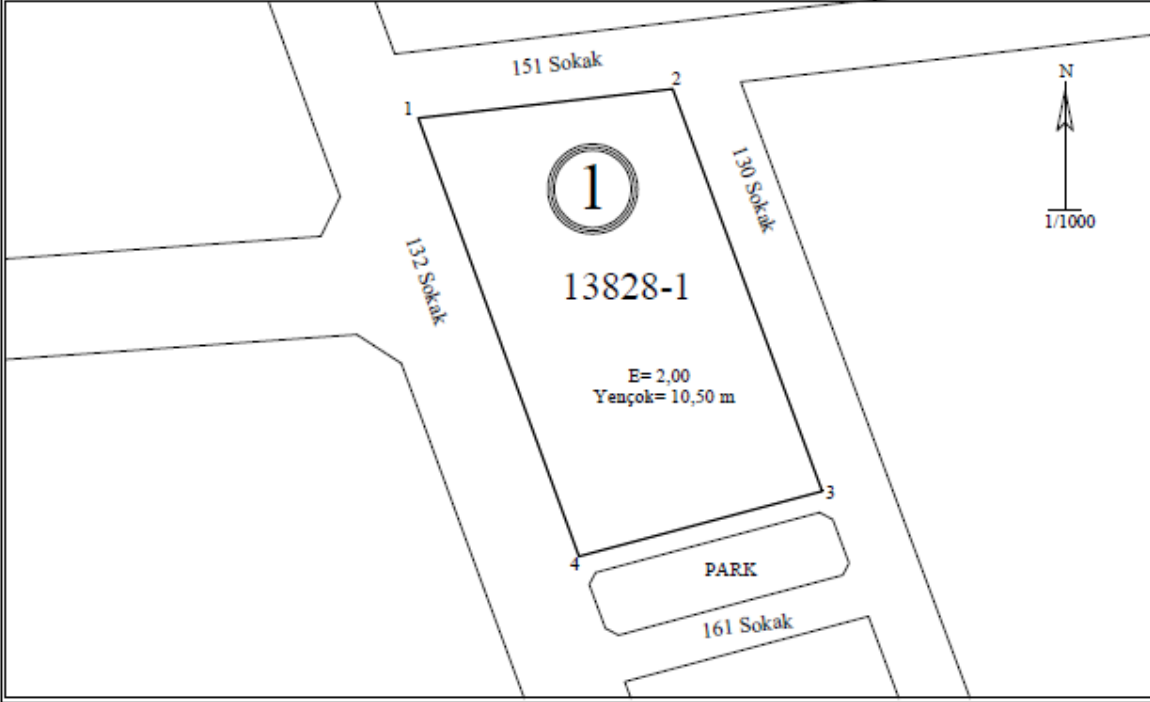 151 Sokak
N
1
2
1
130 Sokak
1/1000
132 Sokak
13828-1
E= 2,00
Yençok= 10,50 m
3
4
PARK
161 Sokak